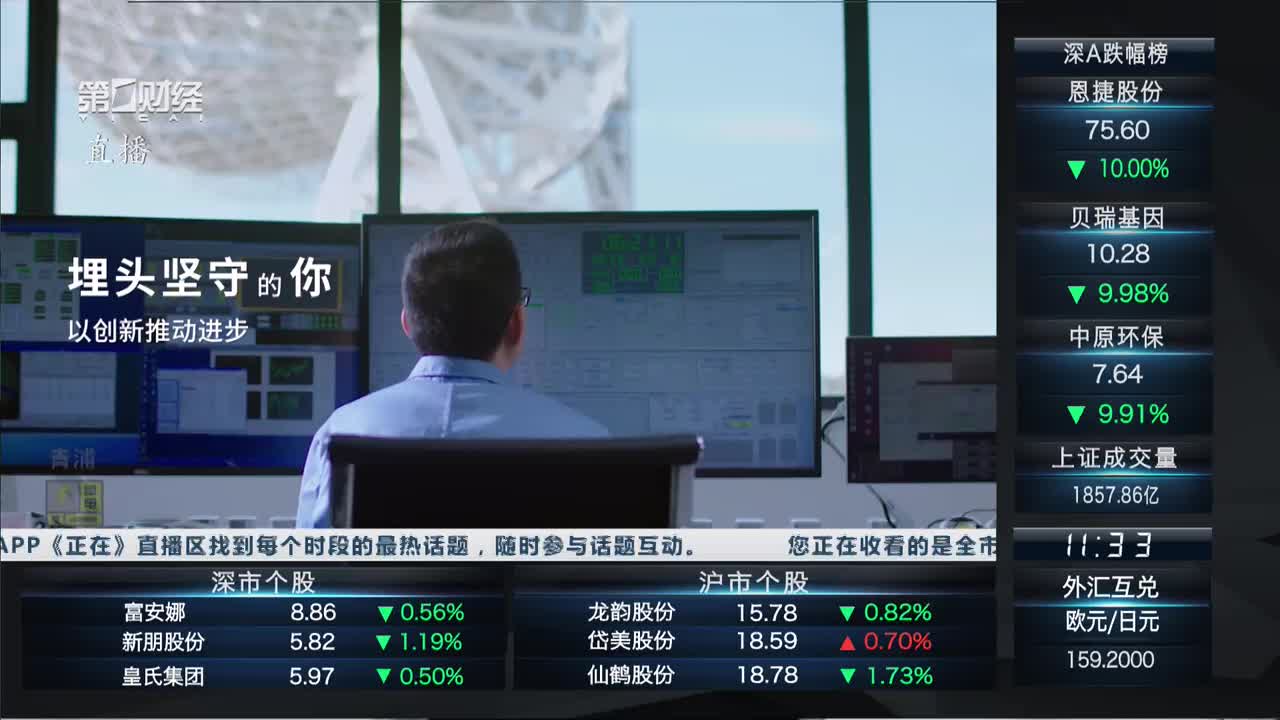 第一财经
YICAI
直播
埋头坚守的你
以创新推动进步
青浦
APP《正在》直播区找到每个时段的最热话题，随时参与话题互动。 您正在收看的是全市
深市个股
富安娜 8.86 ▼0.56%
新朋股份 5.82 ▼1.19%
皇氏集团 5.97 ▼0.50%
沪市个股
龙韵股份 15.78 ▼0.82%
岱美股份 18.59 ▲0.70%
仙鹤股份 18.78 ▼1.73%
深A跌幅榜
恩捷股份
75.60
▼ 10.00%
贝瑞基因
10.28
▼ 9.98%
中原环保
7.64
▼ 9.91%
上证成交量
1857.86亿
11:33
外汇互兑
欧元/日元
159.2000